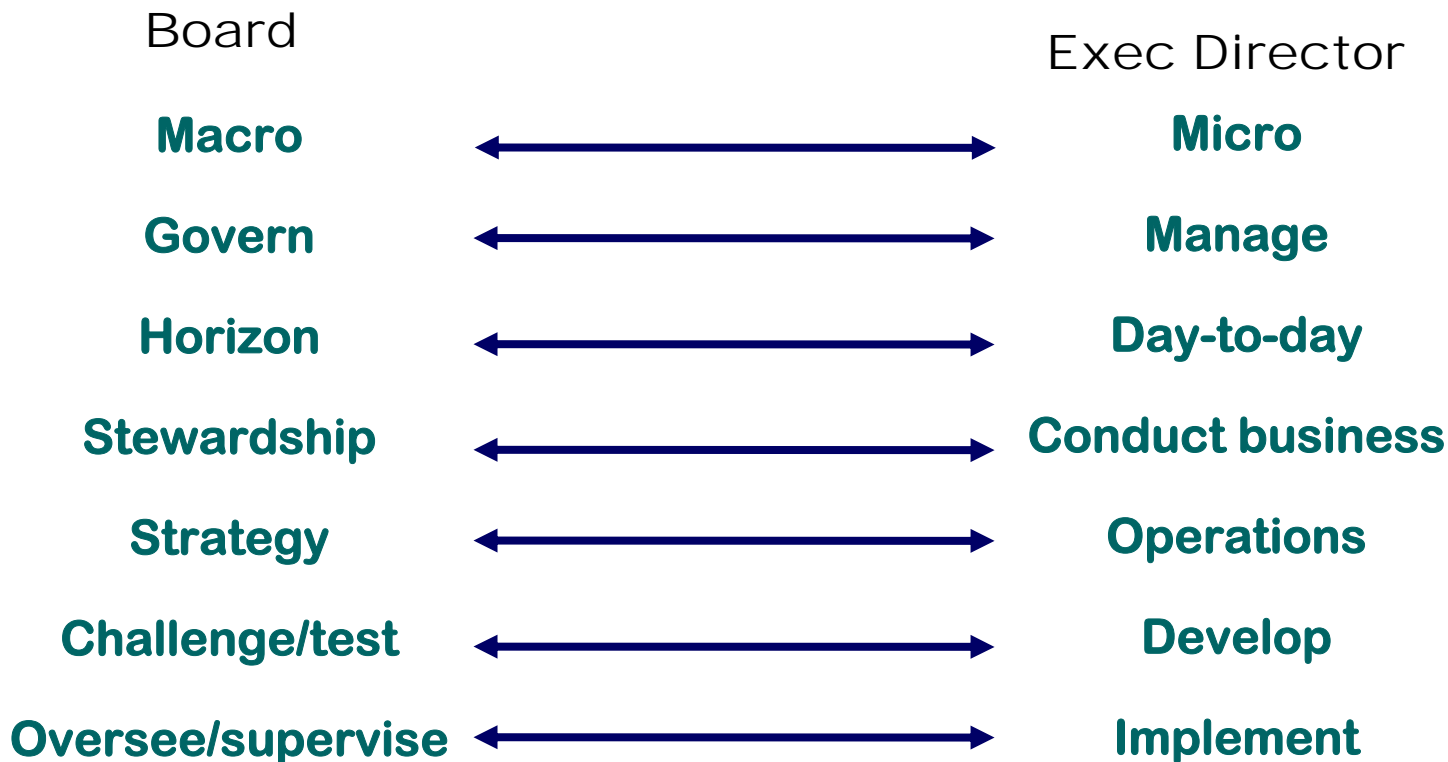 Board
Exec Director
Macro
Micro
Govern
Manage
Horizon
Day-to-day
Stewardship
Conduct business
Strategy
Operations
Challenge/test
Develop
Oversee/supervise
Implement